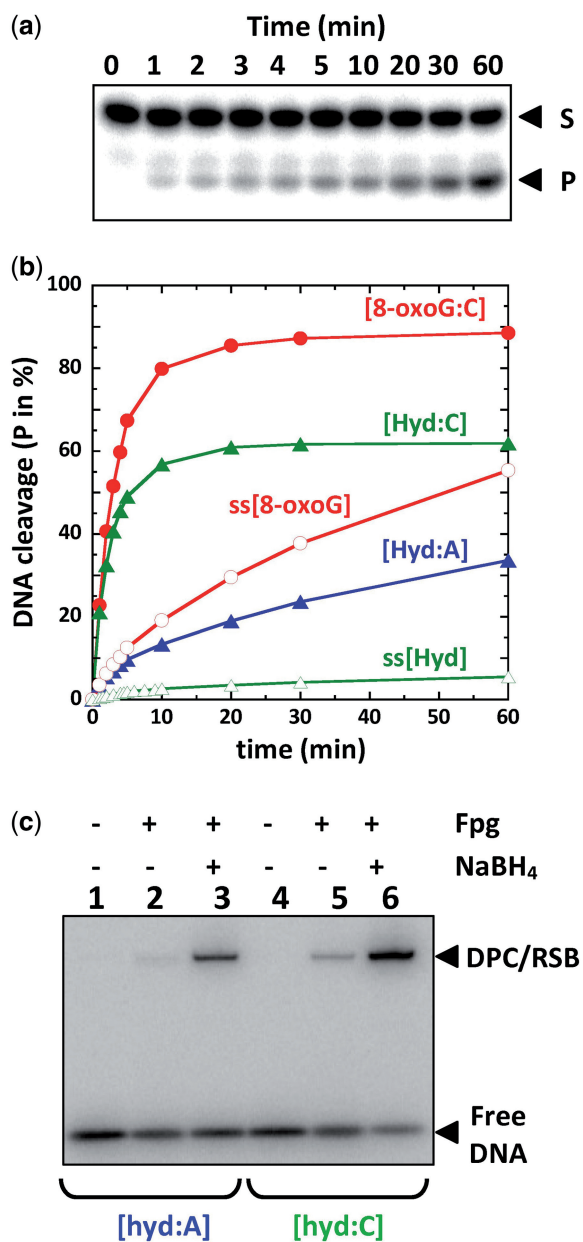 (a)
Time (min)
0 1 2 3 4 5 10 20 30 60
S
P
(b)
100
80
60
40
20
0
DNA cleavage (P in %)
[8-oxoG:C]
[Hyd:C]
ss[8-oxoG]
[Hyd:A]
ss[Hyd]
0 10 20 30 40 50 60
time (min)
(c)
- + + - + + Fpg
- - + - - + NaBH₄
1 2 3 4 5 6
DPC/RSB
Free
DNA
[hyd:A] [hyd:C]